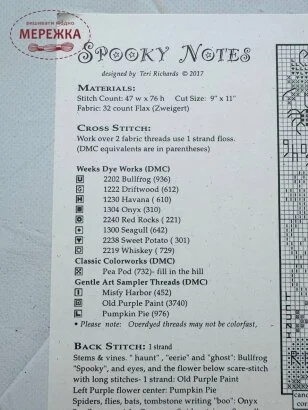 вишивати модно
МЕРЕЖКА
SPOOKY NOTES
designed by Teri Richards © 2017
MATERIALS:
Stitch Count: 47 w x 76 h Cut Size: 9" x 11"
Fabric: 32 count Flax (Zweigert)
CROSS STITCH:
Work over 2 fabric threads use 1 strand floss.
(DMC equivalents are in parentheses)
Weeks Dye Works (DMC)
2202 Bullfrog (936)
1222 Driftwood (612)
1230 Havana ( 610)
1304 Onyx (310)
2240 Red Rocks ( 221)
1300 Seagull (642)
2238 Sweet Potato ( 301)
2219 Whiskey ( 729)
Classic Colorworks (DMC)
Pea Pod (732)- fill in the hill
Gentle Art Sampler Threads (DMC)
Misty Harbor (452)
Old Purple Paint (3740)
Pumpkin Pie (976)
• Please note: Overdyed threads may not be colorfast,
BACK STITCH: 1 strand
Stems & vines. " haunt" , "eerie" and "ghost": Bullfrog
"Spooky", and eyes, and the flower below scare-stitch
with long stitches- 1 strand: Old Purple Paint
Left Purple flower center: Pumpkin Pie
Spiders, flies, bats, tombstone writing "boo": Onyx